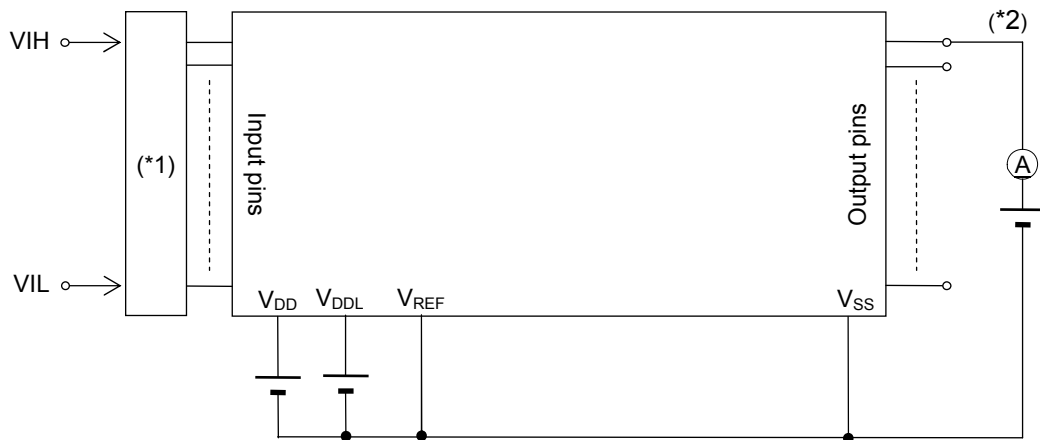 VIH
(*2)
Input pins
Output pins
(*1)
A
VIL
VDD
VDDL
VREF
VSS